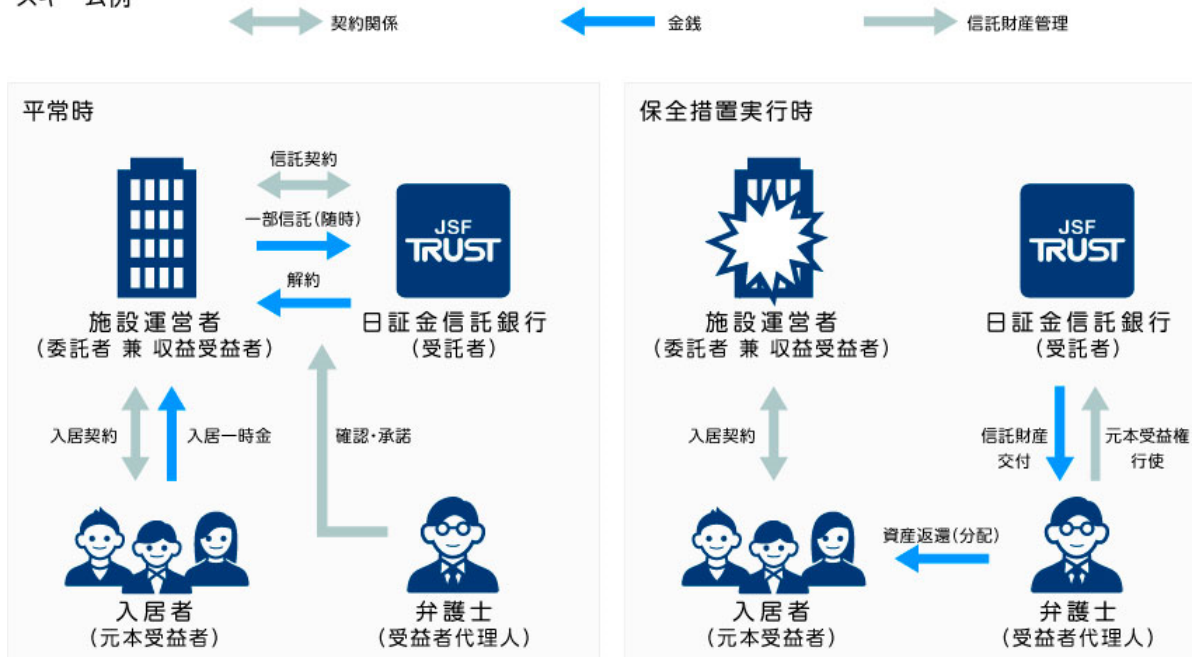 スキーム例
契約関係
金銭
信託財産管理
平常時
信託契約
一部信託(随時)
解約
JSF
TRUST
施設運営者
(委託者 兼 収益受益者)
日証金信託銀行
(受託者)
入居契約
入居一時金
確認・承諾
入居者
(元本受益者)
弁護士
(受益者代理人)
保全措置実行時
JSF
TRUST
施設運営者
(委託者 兼 収益受益者)
日証金信託銀行
(受託者)
入居契約
信託財産
交付
元本受益権
行使
資産返還(分配)
入居者
(元本受益者)
弁護士
(受益者代理人)